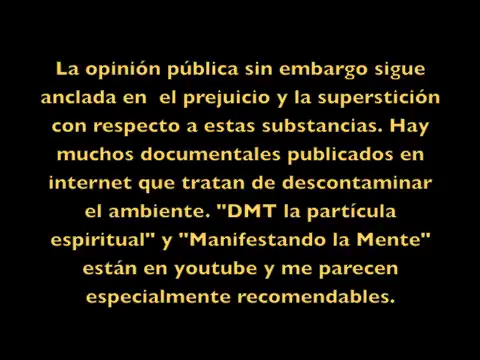 La opinión pública sin embargo sigue
anclada en  el prejuicio y la superstición
con respecto a estas substancias. Hay
muchos documentales publicados en
internet que tratan de descontaminar
el ambiente. "DMT la partícula
espiritual" y "Manifestando la Mente"
están en youtube y me parecen
especialmente recomendables.